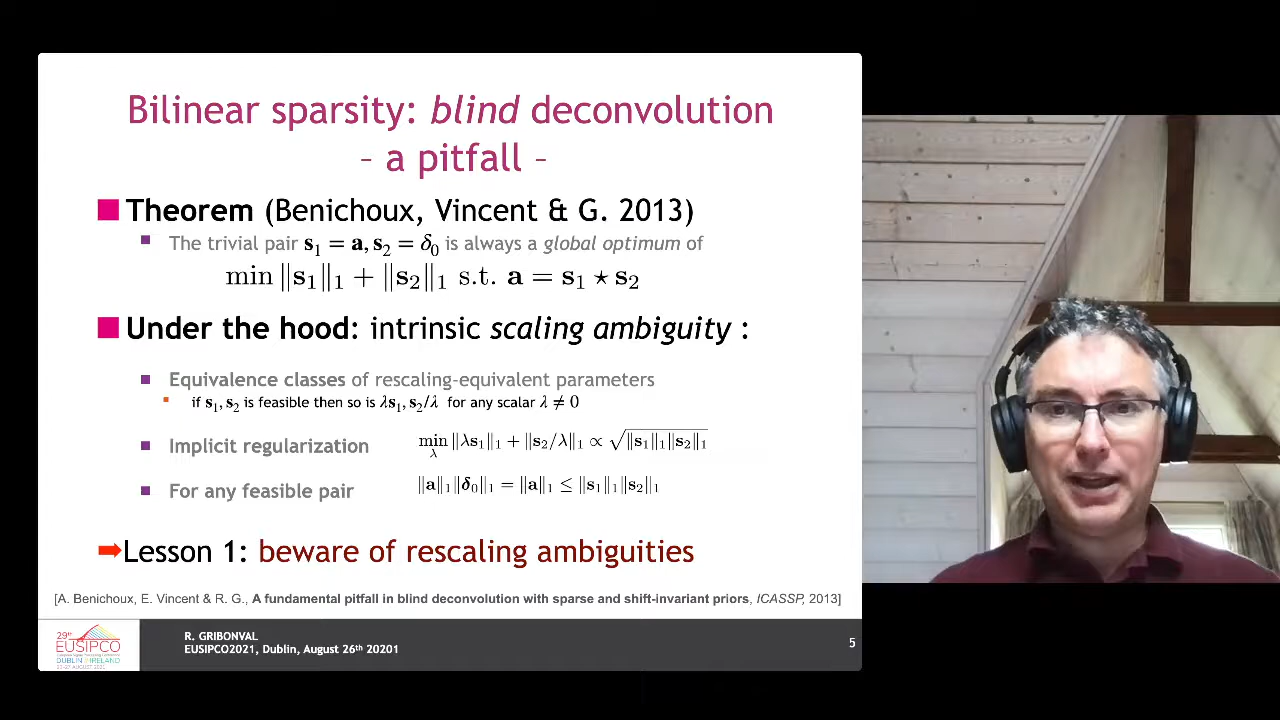 Bilinear sparsity: blind deconvolution
– a pitfall –
Theorem (Benichoux, Vincent & G. 2013)
The trivial pair s₁ = a, s₂ = δ₀ is always a global optimum of
min ‖s₁‖₁ + ‖s₂‖₁ s.t. a = s₁ ⋆ s₂
Under the hood: intrinsic scaling ambiguity :
Equivalence classes of rescaling-equivalent parameters
if s₁, s₂ is feasible then so is λs₁, s₂/λ for any scalar λ ≠ 0
Implicit regularization min_λ ‖λs₁‖₁ + ‖s₂/λ‖₁ ∝ √‖s₁‖₁‖s₂‖₁
For any feasible pair ‖a‖₁‖δ₀‖₁ = ‖a‖₁ ≤ ‖s₁‖₁‖s₂‖₁
➡Lesson 1: beware of rescaling ambiguities
[A. Benichoux, E. Vincent & R. G., A fundamental pitfall in blind deconvolution with sparse and shift-invariant priors, ICASSP, 2013]
29th
EUSIPCO
DUBLIN IRELAND
R. GRIBONVAL
EUSIPCO2021, Dublin, August 26th 20201
5